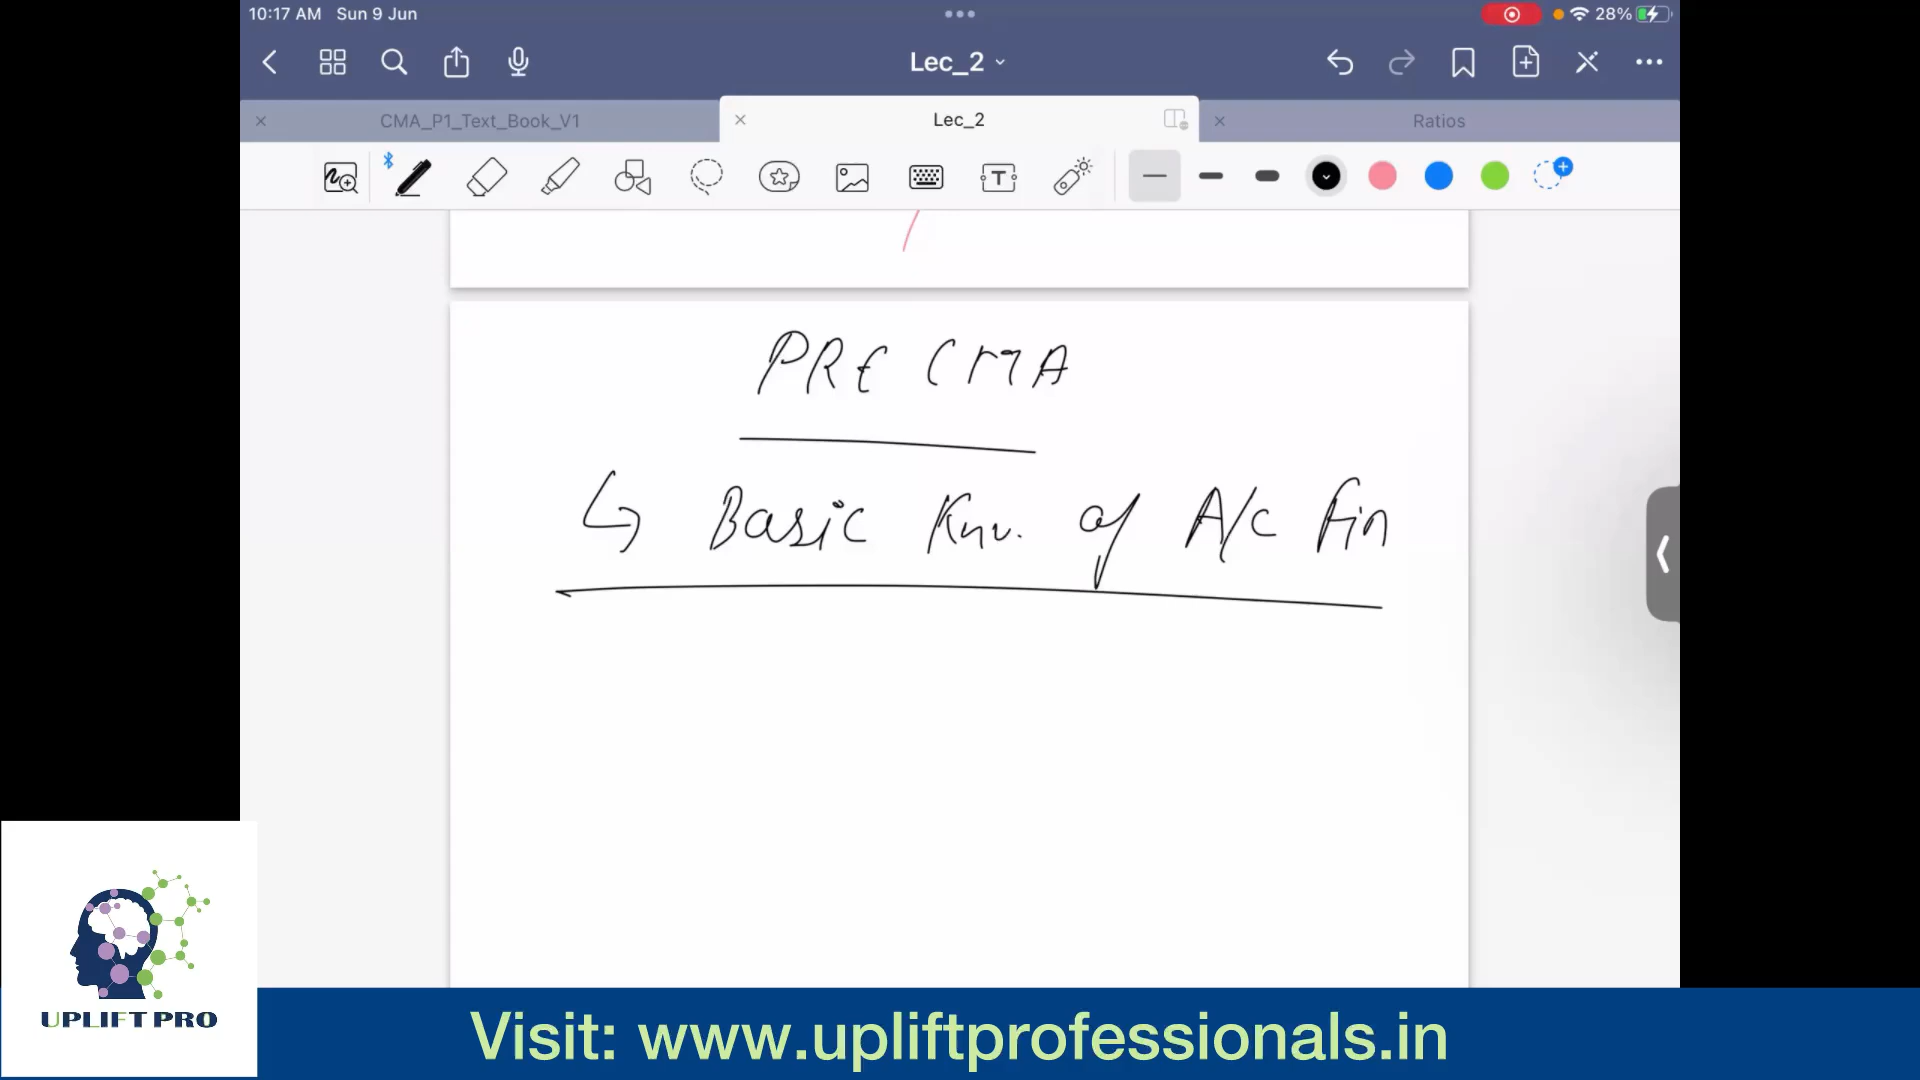 10:17 AM Sun 9 Jun
28%
Lec_2
CMA_P1_Text_Book_V1
Lec_2
Ratios
PRE CMA
↳ Basic Knw. of A/c Fin
UPLIFT PRO
Visit: www.upliftprofessionals.in